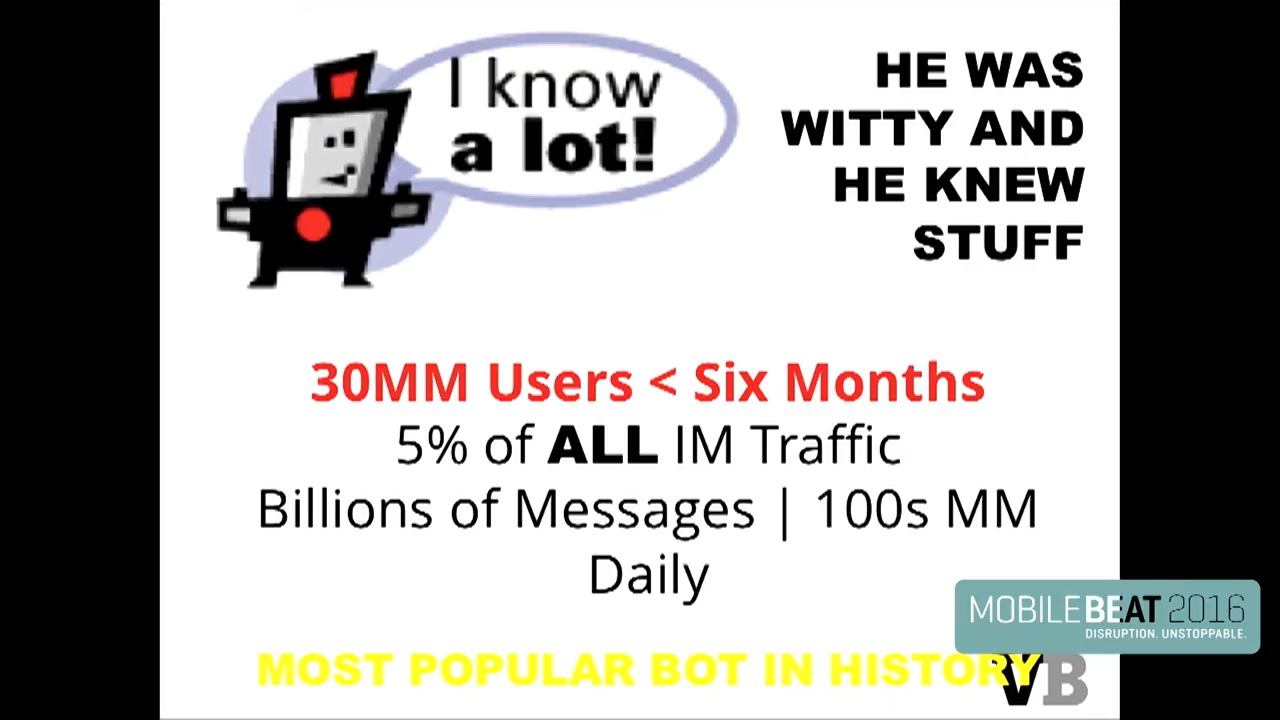 I know
a lot!
HE WAS
WITTY AND
HE KNEW
STUFF
30MM Users < Six Months
5% of ALL IM Traffic
Billions of Messages | 100s MM
Daily
MOBILEBEAT 2016
DISRUPTION. UNSTOPPABLE.
MOST POPULAR BOT IN HISTORY
VB